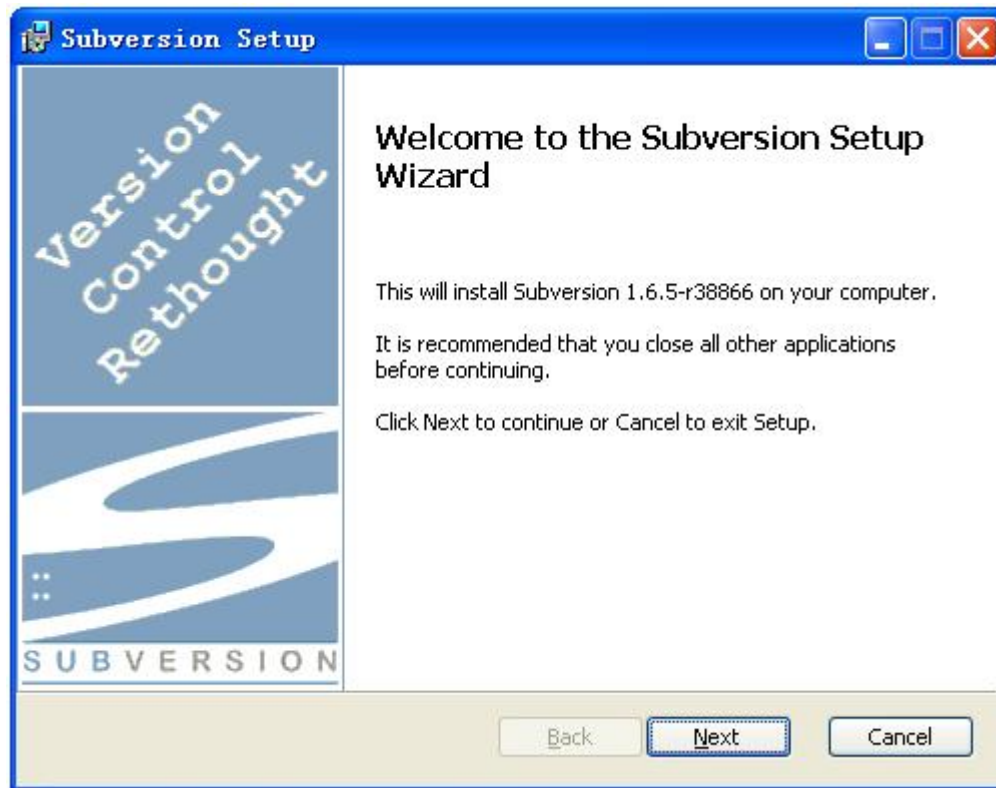 Subversion Setup
Version
Control
Rethought
SUBVERSION
Welcome to the Subversion Setup
Wizard
This will install Subversion 1.6.5-r38866 on your computer.
It is recommended that you close all other applications
before continuing.
Click Next to continue or Cancel to exit Setup.
Back
Next
Cancel